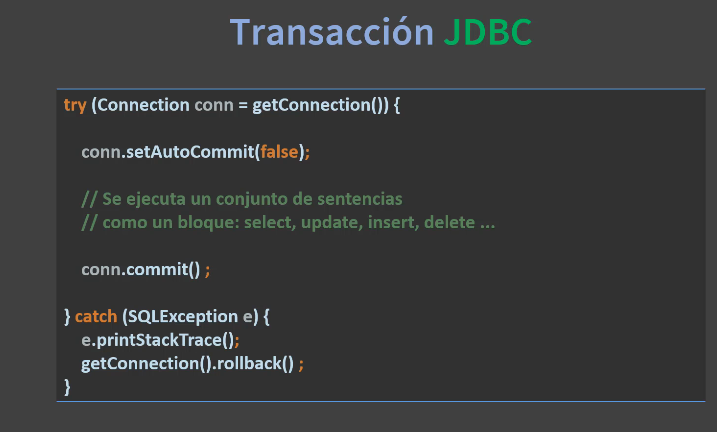 Transacción JDBC
try (Connection conn = getConnection()) {
conn.setAutoCommit(false);
// Se ejecuta un conjunto de sentencias
// como un bloque: select, update, insert, delete ...
conn.commit() ;
} catch (SQLException e) {
e.printStackTrace();
getConnection().rollback() ;
}